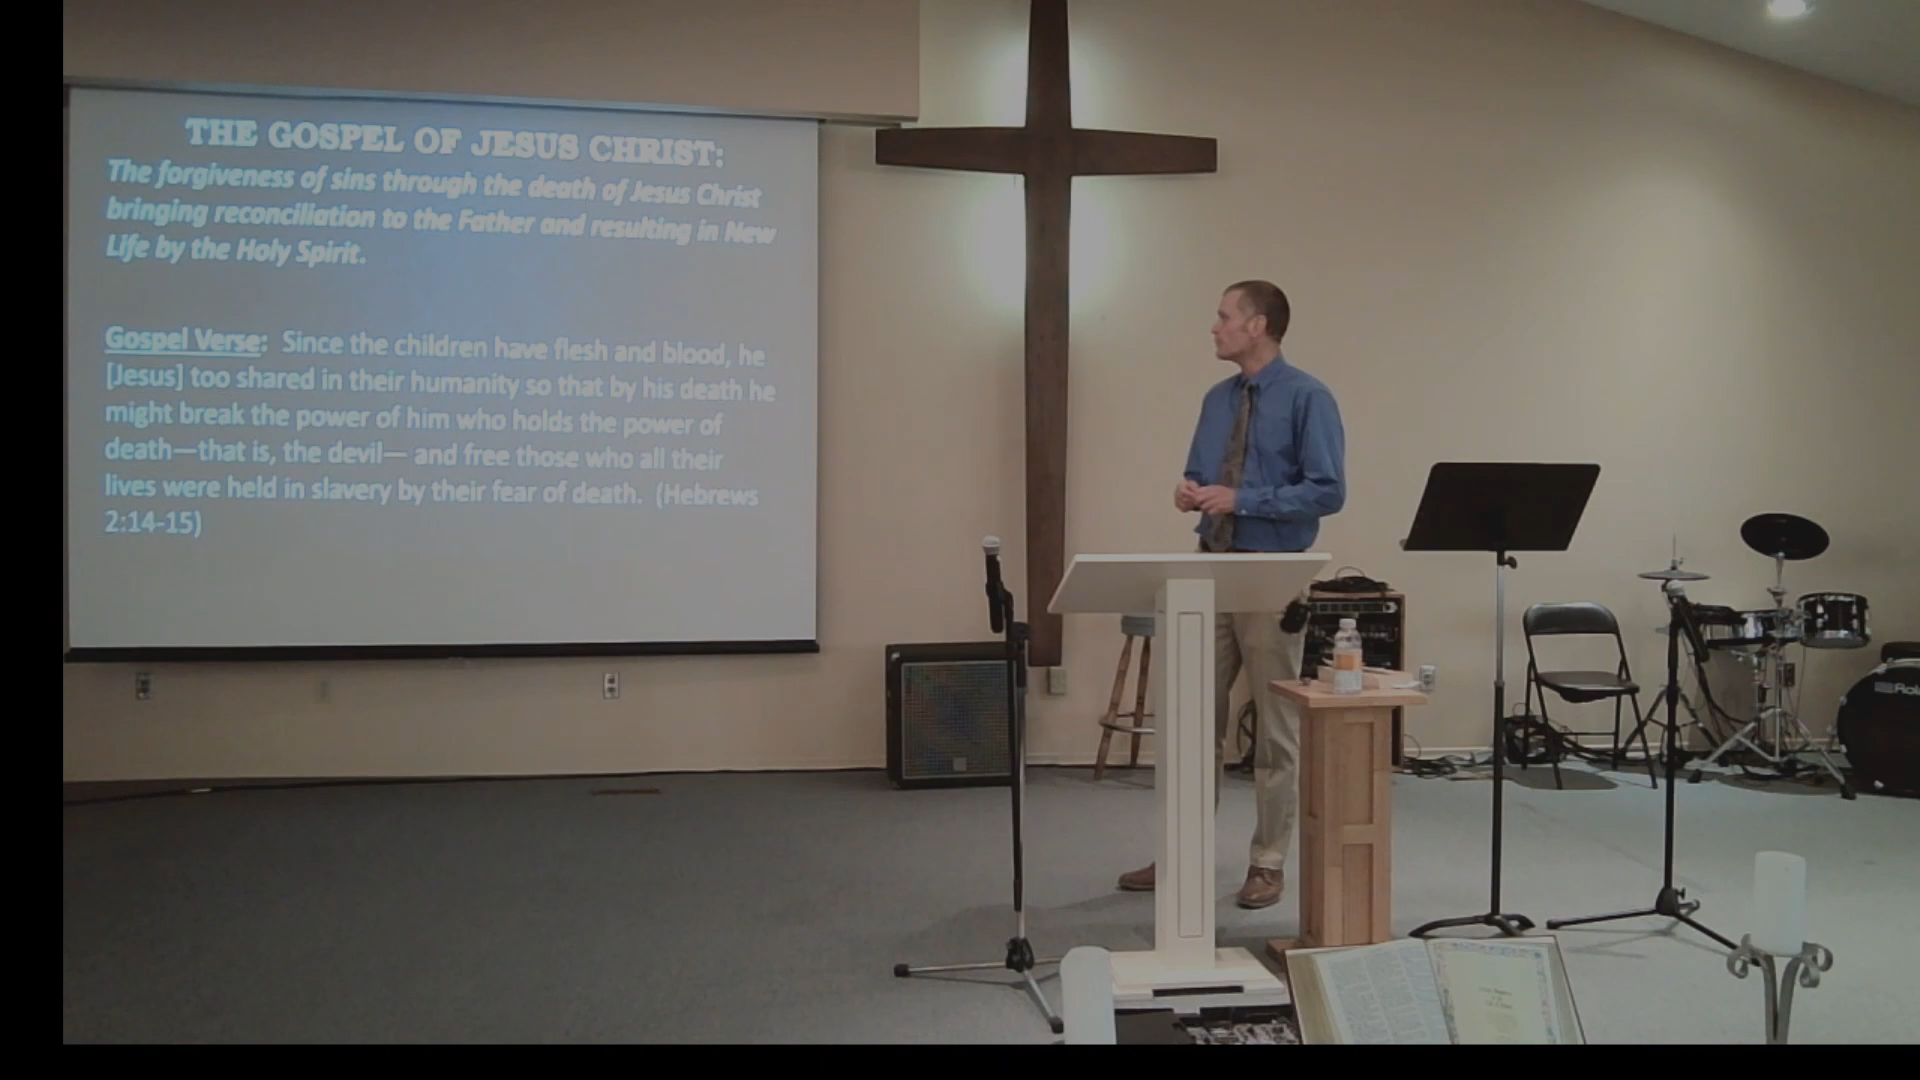 THE GOSPEL OF JESUS CHRIST:
The forgiveness of sins through the death of Jesus Christ
bringing reconciliation to the Father and resulting in New
Life by the Holy Spirit.
Gospel Verse: Since the children have flesh and blood, he
[Jesus] too shared in their humanity so that by his death he
might break the power of him who holds the power of
death—that is, the devil— and free those who all their
lives were held in slavery by their fear of death. (Hebrews
2:14-15)